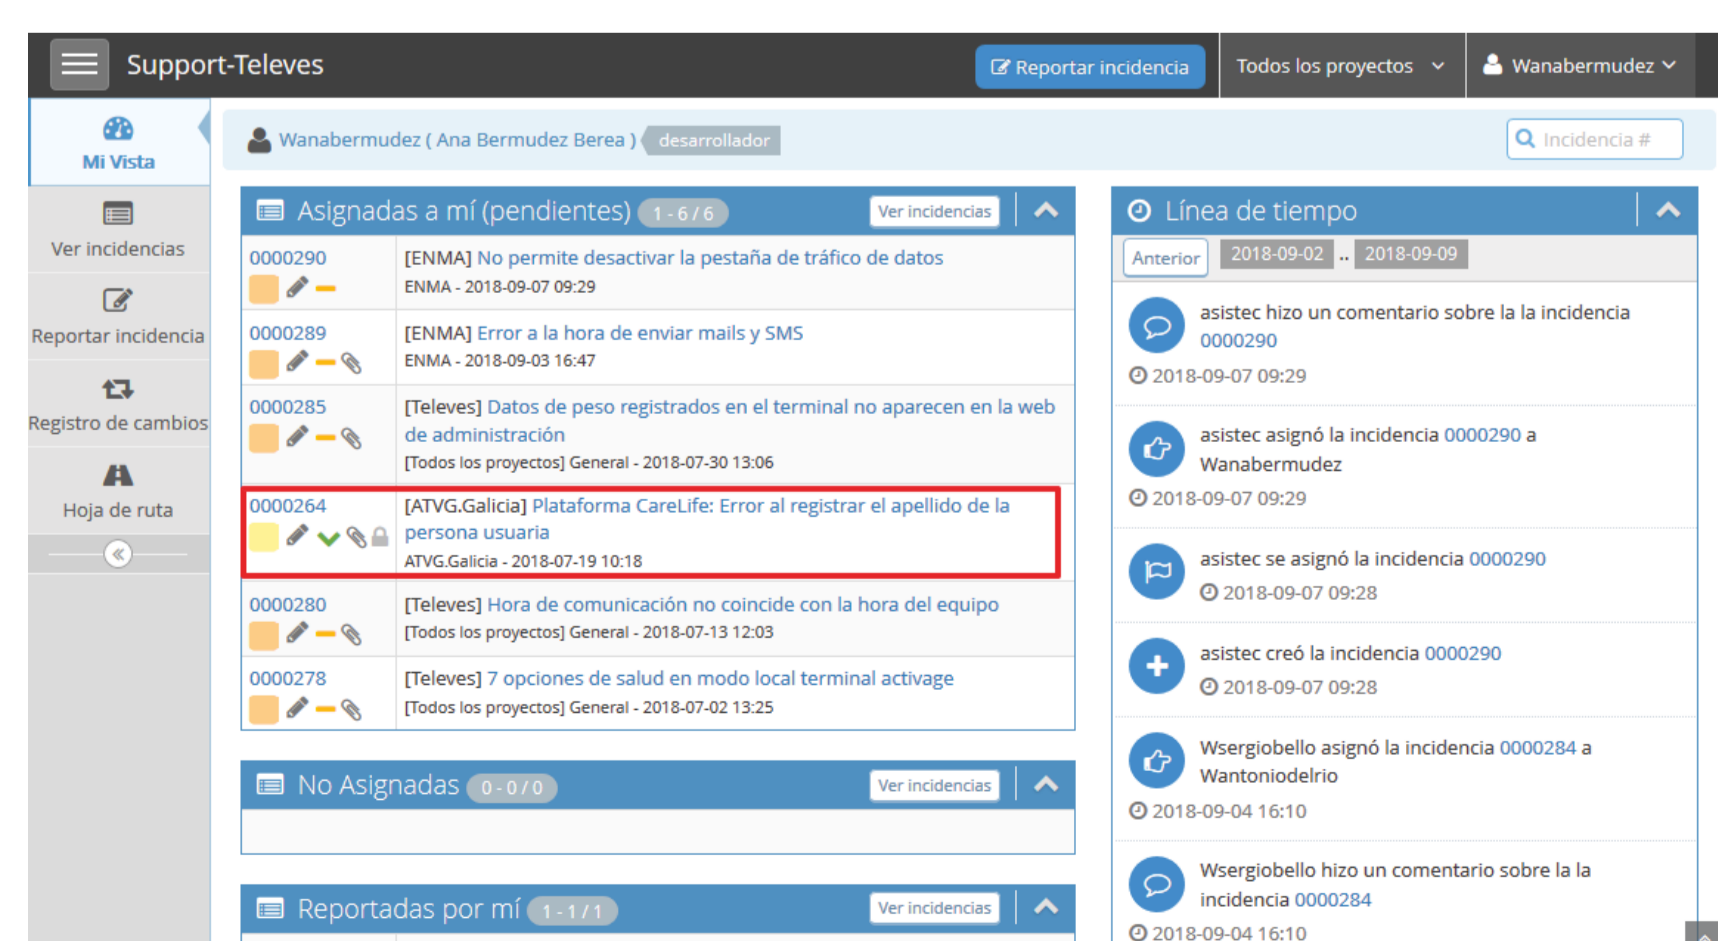 Support-Televes
Reportar incidencia
Todos los proyectos
Wanabermudez
Mi Vista
Ver incidencias
Reportar incidencia
Registro de cambios
Hoja de ruta
Wanabermudez ( Ana Bermudez Berea ) desarrollador
Incidencia #
Asignadas a mí (pendientes) 1 - 6 / 6
Ver incidencias
0000290
[ENMA] No permite desactivar la pestaña de tráfico de datos
ENMA - 2018-09-07 09:29
0000289
[ENMA] Error a la hora de enviar mails y SMS
ENMA - 2018-09-03 16:47
0000285
[Televes] Datos de peso registrados en el terminal no aparecen en la web
de administración
[Todos los proyectos] General - 2018-07-30 13:06
0000264
[ATVG.Galicia] Plataforma CareLife: Error al registrar el apellido de la
persona usuaria
ATVG.Galicia - 2018-07-19 10:18
0000280
[Televes] Hora de comunicación no coincide con la hora del equipo
[Todos los proyectos] General - 2018-07-13 12:03
0000278
[Televes] 7 opciones de salud en modo local terminal activage
[Todos los proyectos] General - 2018-07-02 13:25
No Asignadas 0 - 0 / 0
Ver incidencias
Reportadas por mí 1 - 1 / 1
Ver incidencias
Línea de tiempo
Anterior 2018-09-02 .. 2018-09-09
asistec hizo un comentario sobre la la incidencia
0000290
2018-09-07 09:29
asistec asignó la incidencia 0000290 a
Wanabermudez
2018-09-07 09:29
asistec se asignó la incidencia 0000290
2018-09-07 09:28
asistec creó la incidencia 0000290
2018-09-07 09:28
Wsergiobello asignó la incidencia 0000284 a
Wantoniodelrio
2018-09-04 16:10
Wsergiobello hizo un comentario sobre la la
incidencia 0000284
2018-09-04 16:10